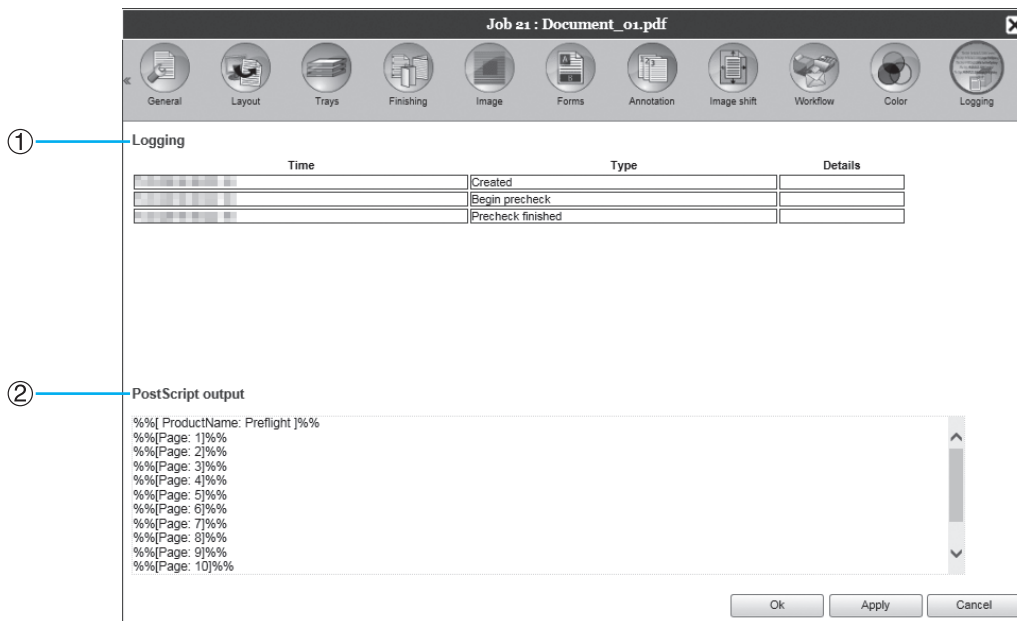 Job 21 : Document_01.pdf
«
General Layout Trays Finishing Image Forms Annotation Image shift Workflow Color Logging
① Logging
Time Type Details
Created
Begin precheck
Precheck finished
② PostScript output
%%[ ProductName: Preflight ]%%
%%[Page: 1]%%
%%[Page: 2]%%
%%[Page: 3]%%
%%[Page: 4]%%
%%[Page: 5]%%
%%[Page: 6]%%
%%[Page: 7]%%
%%[Page: 8]%%
%%[Page: 9]%%
%%[Page: 10]%%
Ok Apply Cancel